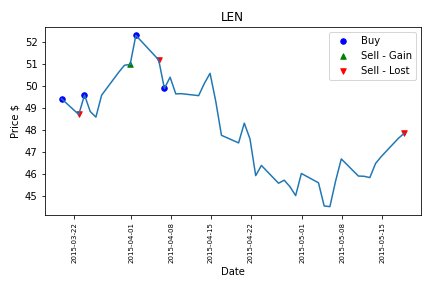 LEN
Buy
Sell - Gain
Sell - Lost
Price $
52
51
50
49
48
47
46
45
2015-03-22
2015-04-01
2015-04-08
2015-04-15
2015-04-22
2015-05-01
2015-05-08
2015-05-15
Date